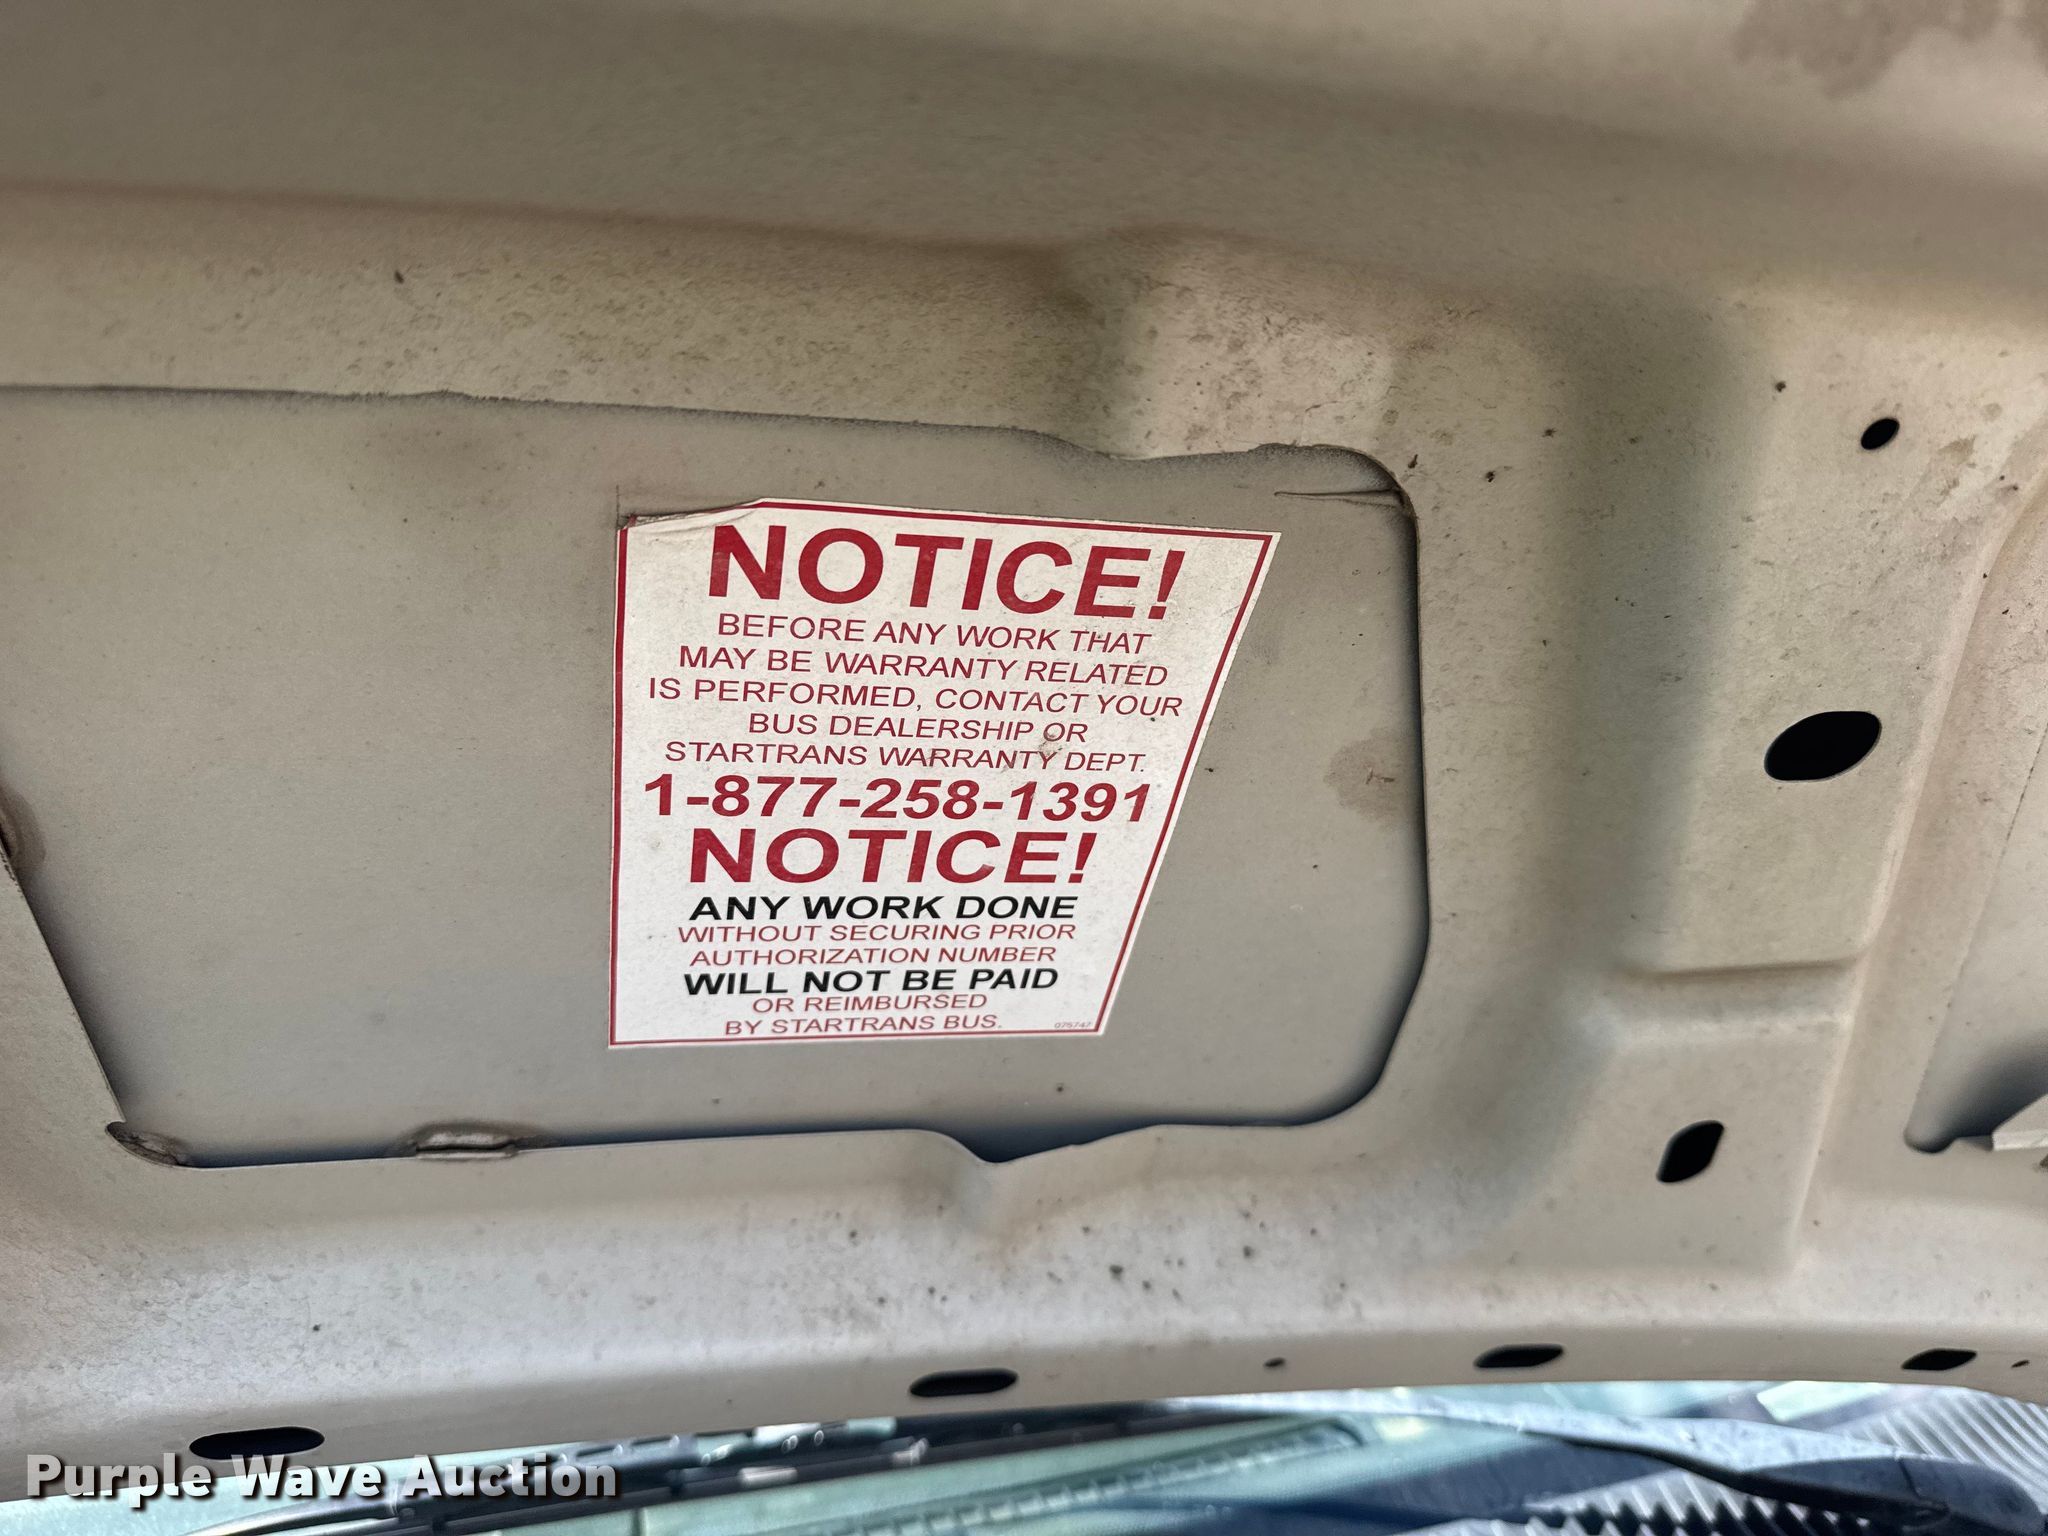 NOTICE!
BEFORE ANY WORK THAT
MAY BE WARRANTY RELATED
IS PERFORMED, CONTACT YOUR
BUS DEALERSHIP OR
STARTRANS WARRANTY DEPT.
1-877-258-1391
NOTICE!
ANY WORK DONE
WITHOUT SECURING PRIOR
AUTHORIZATION NUMBER
WILL NOT BE PAID
OR REIMBURSED
BY STARTRANS BUS.
075747
Purple Wave Auction